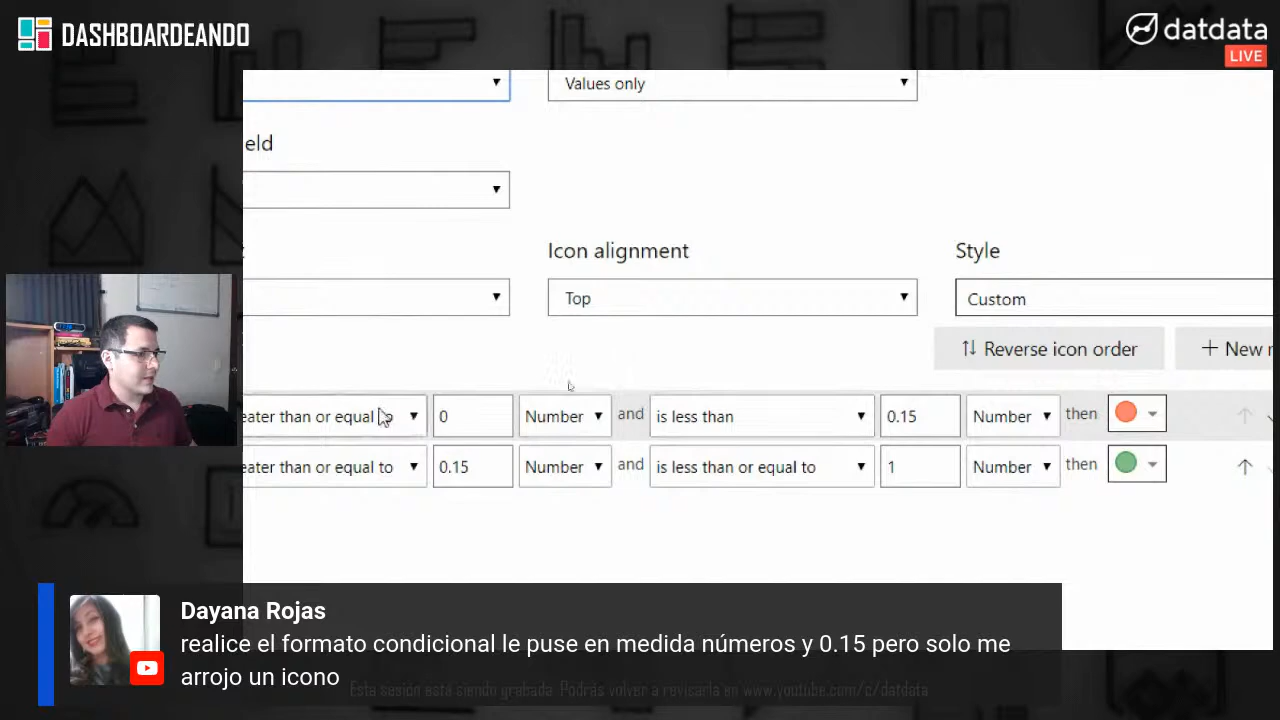 DASHBOARDEANDO
datdata
LIVE
Values only
eld
Icon alignment
Style
Top
Custom
Reverse icon order
New
eater than or equal to 0 Number and is less than 0.15 Number then
eater than or equal to 0.15 Number and is less than or equal to 1 Number then
Dayana Rojas
realice el formato condicional le puse en medida números y 0.15 pero solo me
arrojo un icono
Esta sesión está siendo grabada. Podrás volver a revisarla en www.youtube.com/c/datdata